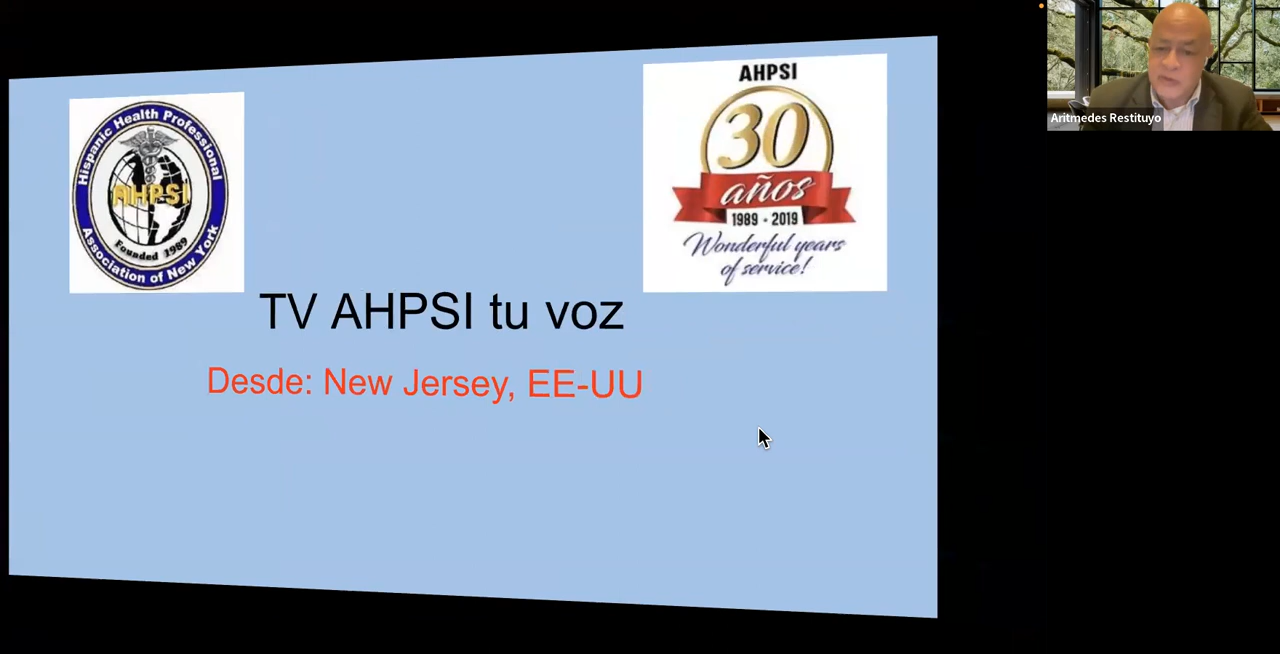 Hispanic Health Professional
AHPSI
Founded 1989
Association of New York
AHPSI
30
años
1989 - 2019
Wonderful years
of service!
TV AHPSI tu voz
Desde: New Jersey, EE-UU
Aritmedes Restituyo